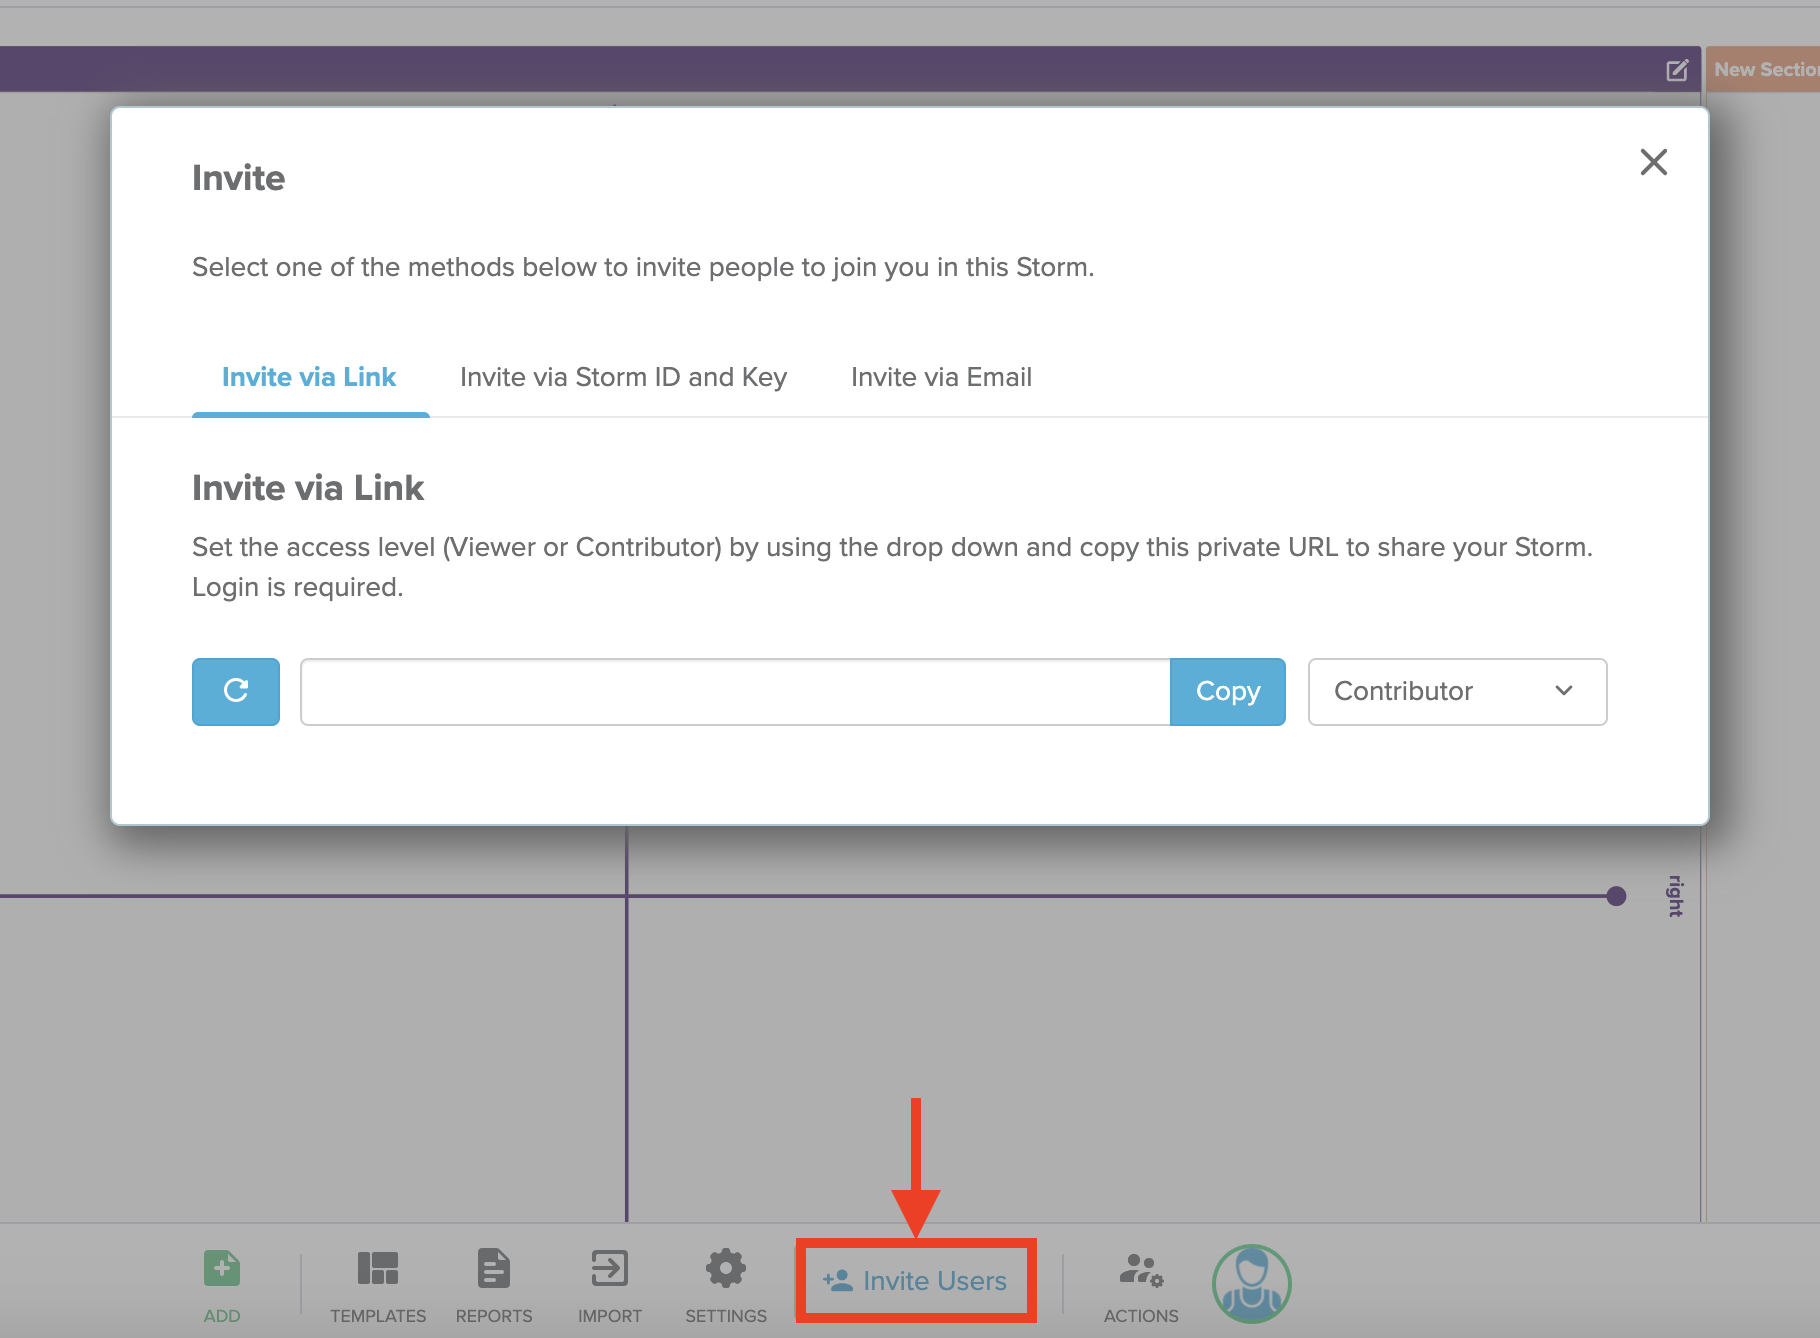 New Section
Invite
Select one of the methods below to invite people to join you in this Storm.
Invite via Link
Invite via Storm ID and Key
Invite via Email
Invite via Link
Set the access level (Viewer or Contributor) by using the drop down and copy this private URL to share your Storm.
Login is required.
Copy
Contributor
right
ADD
TEMPLATES
REPORTS
IMPORT
SETTINGS
Invite Users
ACTIONS